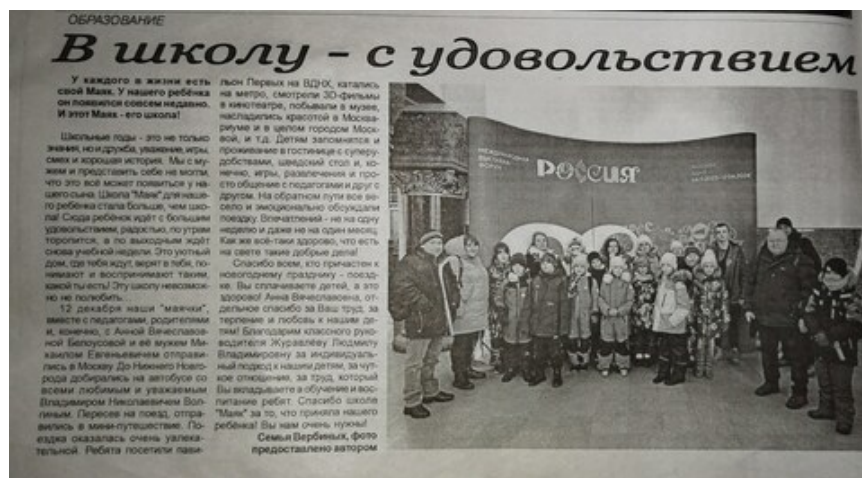 ОБРАЗОВАНИЕ
В школу – с удовольствием
У каждого в жизни есть
свой Маяк. У нашего ребёнка
он появился совсем недавно.
И этот Маяк - его школа!
Школьные годы - это не только
знания, но и дружба, уважение, игры,
смех и хорошая история. Мы с му-
жем и представить себе не могли,
что это всё может появиться у на-
шего сына. Школа "Маяк" для наше-
го ребёнка стала больше, чем шко-
ла! Сюда ребёнок идёт с большим
удовольствием, радостью, по утрам
торопится, а по выходным ждёт
снова учебной недели. Это уютный
дом, где тебя ждут, верят в тебя, по-
нимают и воспринимают таким,
какой ты есть! Эту школу невозмож-
но не полюбить...
12 декабря наши "маячки",
вместе с педагогами, родителями
и, конечно, с Анной Вячеславов-
ной Белоусовой и её мужем Ми-
хаилом Евгеньевичем отправи-
лись в Москву. До Нижнего Новго-
рода добирались на автобусе со
всеми любимым и уважаемым
Владимиром Николаевичем Вол-
гиным. Пересев на поезд, отпра-
вились в мини-путешествие. По-
ездка оказалась очень увлека-
тельной. Ребята посетили пави-
льон Первых на ВДНХ, катались
на метро, смотрели 3D-фильмы
в кинотеатре, побывали в музее,
насладились красотой в Москва-
риуме и в целом городом Моск-
вой, и т.д. Детям запомнятся и
проживание в гостинице с суперу-
добствами, шведский стол и, ко-
нечно, игры, развлечения и про-
сто общение с педагогами и друг с
другом. На обратном пути все ве-
село и эмоционально обсуждали
поездку. Впечатлений - не на одну
неделю и даже не на один месяц.
Как же всё-таки здорово, что есть
на свете такие добрые дела!
Спасибо всем, кто причастен к
новогоднему празднику - поезд-
ке. Вы сплачиваете детей, а это
здорово! Анна Вячеславовна, от-
дельное спасибо за Ваш труд, за
терпение и любовь к нашим де-
тям! Благодарим классного руко-
водителя Журавлёву Людмилу
Владимировну за индивидуаль-
ный подход к нашим детям, за чут-
кое отношение, за труд, который
Вы вкладываете в обучение и вос-
питание ребят. Спасибо школе
"Маяк" за то, что приняла нашего
ребёнка! Вы нам очень нужны!
Семья Вербиных, фото
предоставлено автором
МЕЖДУНАРОДНАЯ
ВЫСТАВКА
ФОРУМ
РОССИЯ